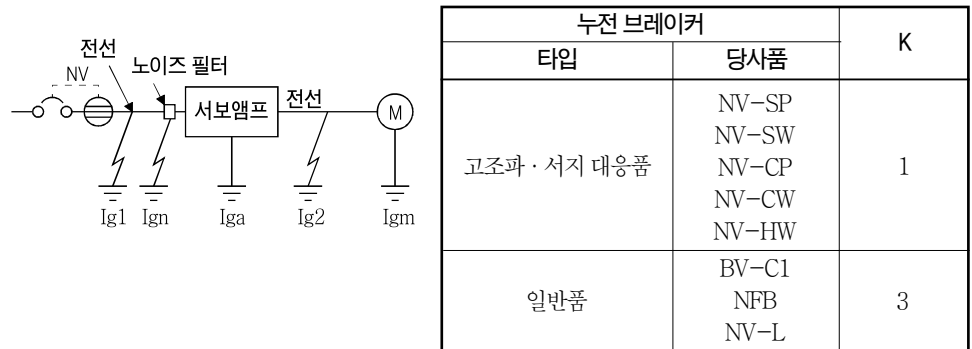 전선
NV
노이즈 필터
서보앰프
전선
M
Ig1 Ign Iga Ig2 Igm
누전 브레이커
K
타입
당사품
고조파 · 서지 대응품
NV-SP
NV-SW
NV-CP
NV-CW
NV-HW
1
일반품
BV-C1
NFB
NV-L
3